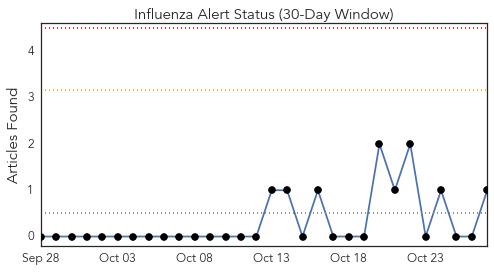 Influenza Alert Status (30-Day Window)
Articles Found
4
3
2
1
0
Sep 28
Oct 03
Oct 08
Oct 13
Oct 18
Oct 23